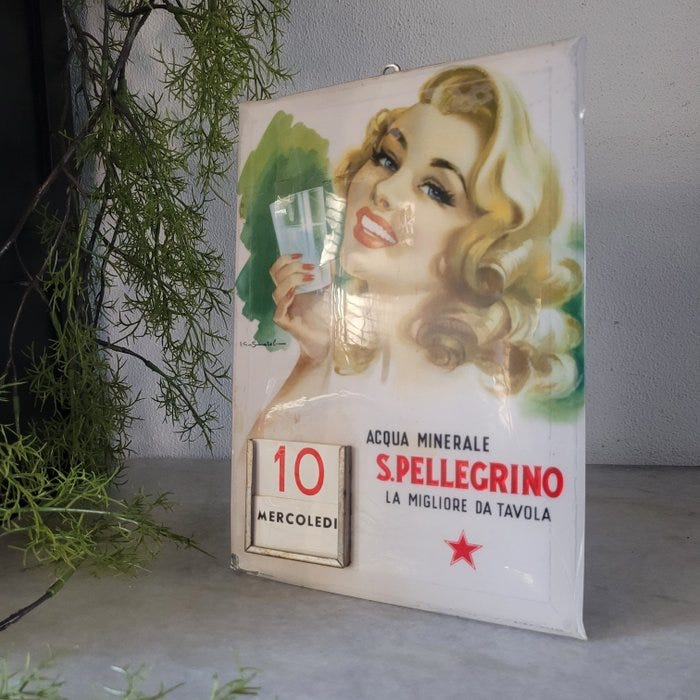 ACQUA MINERALE
S.PELLEGRINO
LA MIGLIORE DA TAVOLA
10
MERCOLEDI